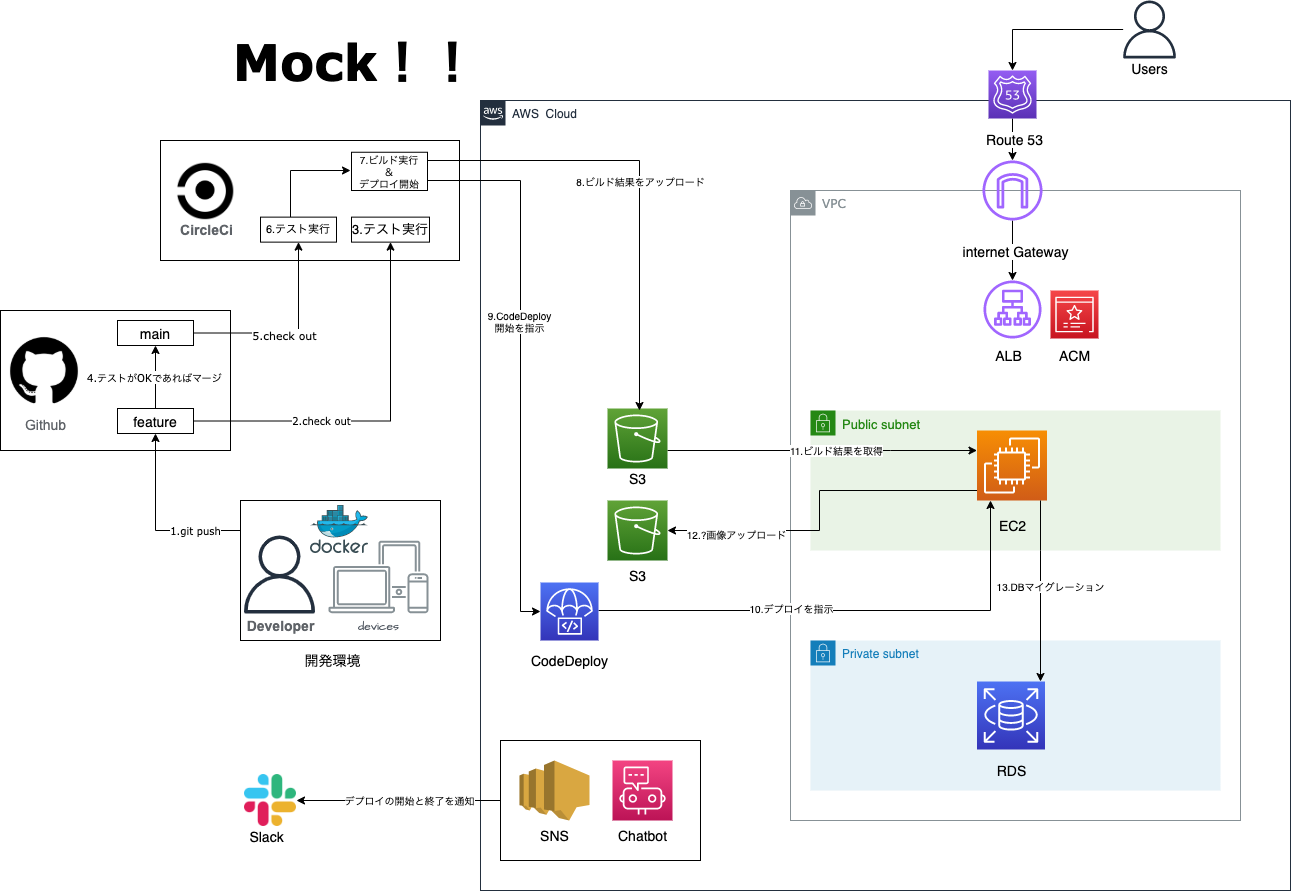 Mock！！
Users
aws
AWS Cloud
53
Route 53
7.ビルド実行
&
デプロイ開始
8.ビルド結果をアップロード
CircleCi
6.テスト実行
3.テスト実行
VPC
internet Gateway
9.CodeDeploy
開始を指示
main
5.check out
ALB
ACM
4.テストがOKであればマージ
Github
feature
2.check out
Public subnet
11.ビルド結果を取得
S3
1.git push
docker
12.?画像アップロード
EC2
S3
13.DBマイグレーション
10.デプロイを指示
Developer
devices
開発環境
CodeDeploy
Private subnet
RDS
デプロイの開始と終了を通知
Slack
SNS
Chatbot